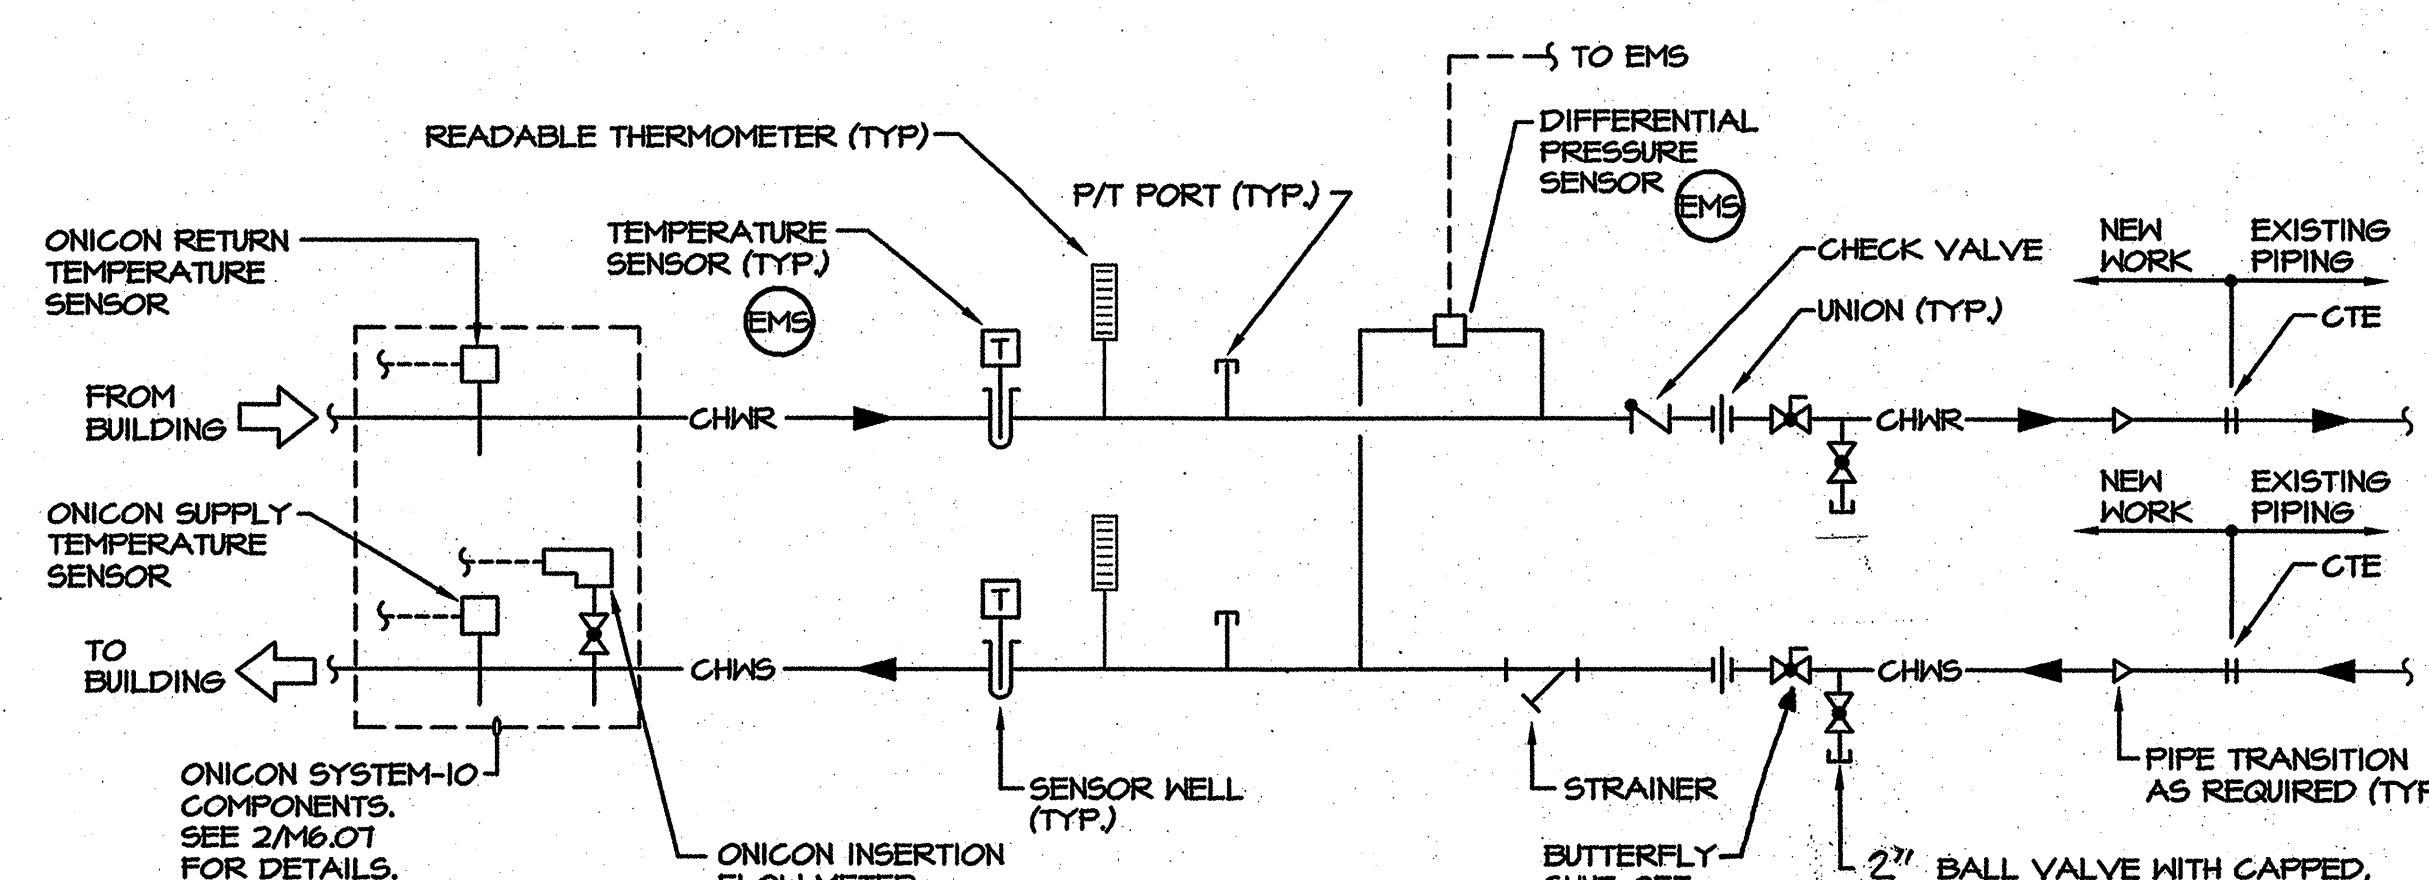 TO EMS
DIFFERENTIAL
PRESSURE
SENSOR
EMS
READABLE THERMOMETER (TYP)
P/T PORT (TYP.)
ONICON RETURN
TEMPERATURE
SENSOR
TEMPERATURE
SENSOR (TYP.)
EMS
CHECK VALVE
UNION (TYP.)
NEW
WORK
EXISTING
PIPING
CTE
T
FROM
BUILDING
CHWR
CHWR
NEW
WORK
EXISTING
PIPING
CTE
ONICON SUPPLY
TEMPERATURE
SENSOR
T
TO
BUILDING
CHWS
CHWS
ONICON SYSTEM-10
COMPONENTS.
SEE 2/M6.07
FOR DETAILS.
SENSOR WELL
(TYP.)
STRAINER
PIPE TRANSITION
AS REQUIRED (TYP
ONICON INSERTION
BUTTERFLY
2" BALL VALVE WITH CAPPED.